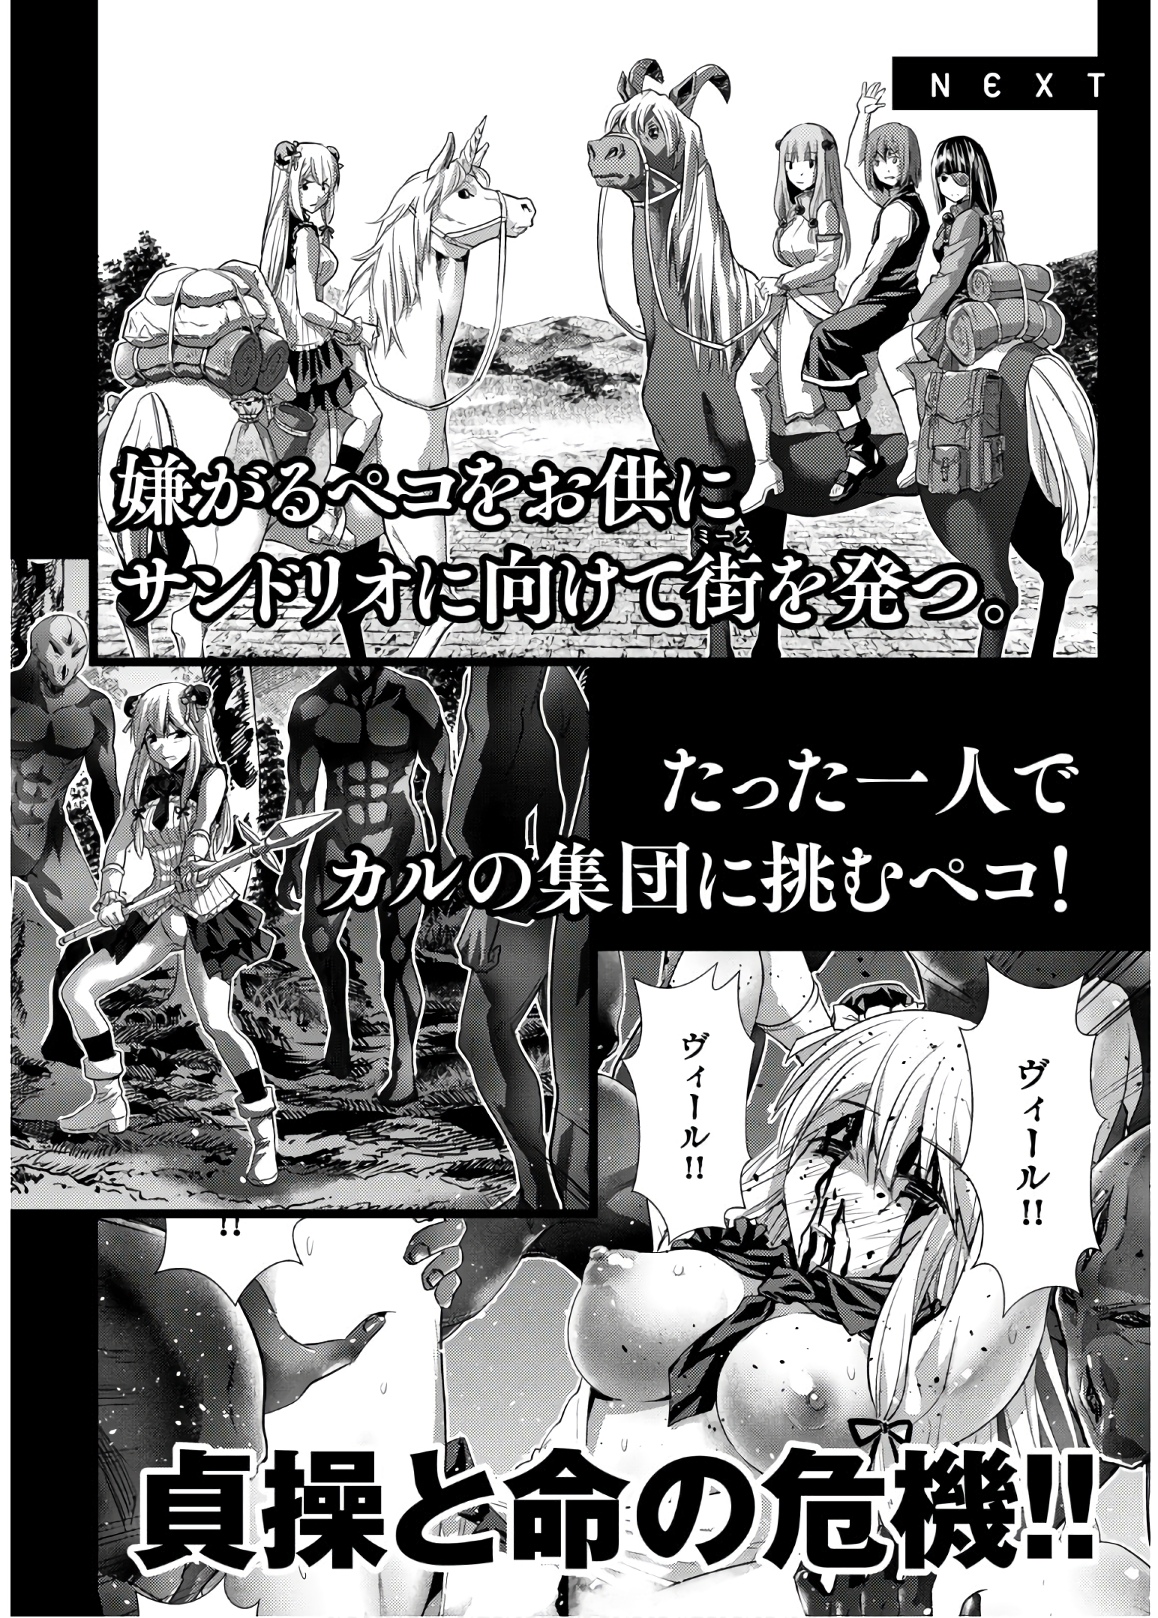 NEXT
嫌がるペコをお供に
サンドリオに向けて街を発つ。
ミース
たった一人で
カルの集団に挑むペコ!
ヴィール!!
ヴィール!!
!!
貞操と命の危機!!